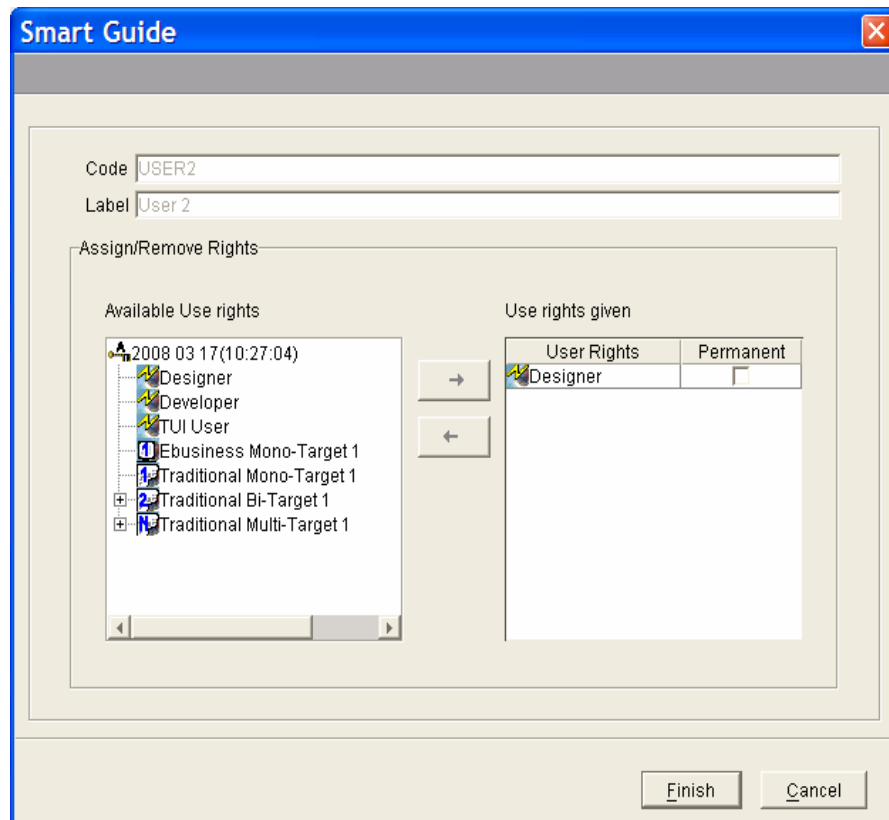 Smart Guide
Code USER2
Label User 2
Assign/Remove Rights
Available Use rights
Use rights given
2008 03 17(10:27:04)
Designer
Developer
TUI User
Ebusiness Mono-Target 1
Traditional Mono-Target 1
Traditional Bi-Target 1
Traditional Multi-Target 1
User Rights Permanent
Designer
Finish Cancel